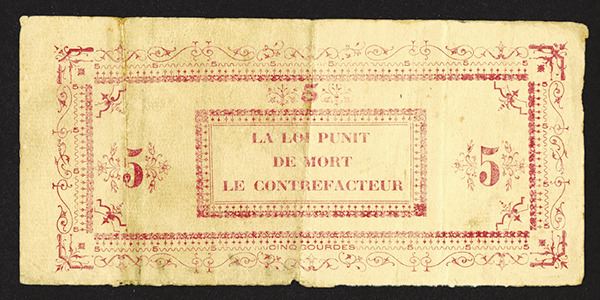 5
LA LOI PUNIT
DE MORT
LE CONTREFACTEUR
5
5
CINQ GOURDES